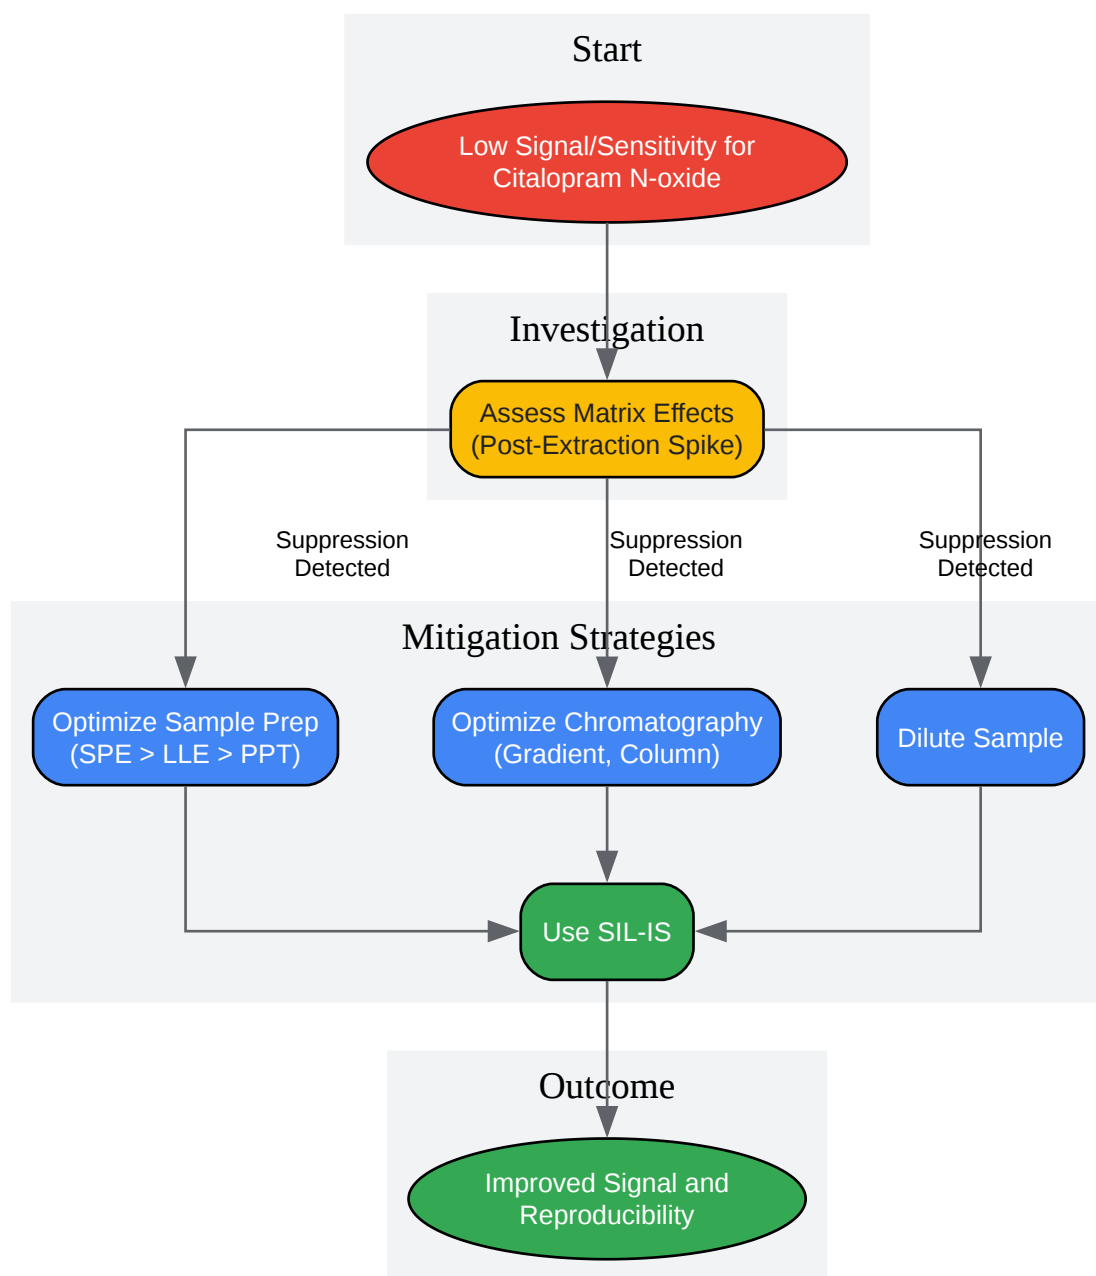 Start
Low Signal/Sensitivity for
Citalopram N-oxide
Investigation
Assess Matrix Effects
(Post-Extraction Spike)
Suppression
Detected
Suppression
Detected
Suppression
Detected
Mitigation Strategies
Optimize Sample Prep
(SPE > LLE > PPT)
Optimize Chromatography
(Gradient, Column)
Dilute Sample
Use SIL-IS
Outcome
Improved Signal and
Reproducibility